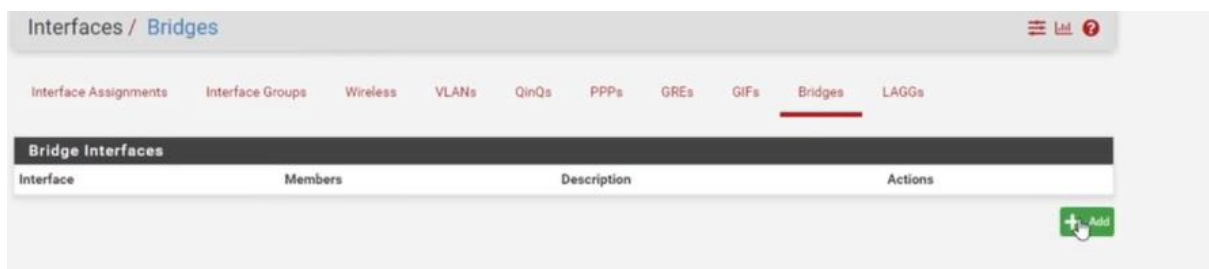 Interfaces / Bridges
Interface Assignments Interface Groups Wireless VLANs QinQs PPPs GREs GIFs Bridges LAGGs
Bridge Interfaces
Interface Members Description Actions
Add